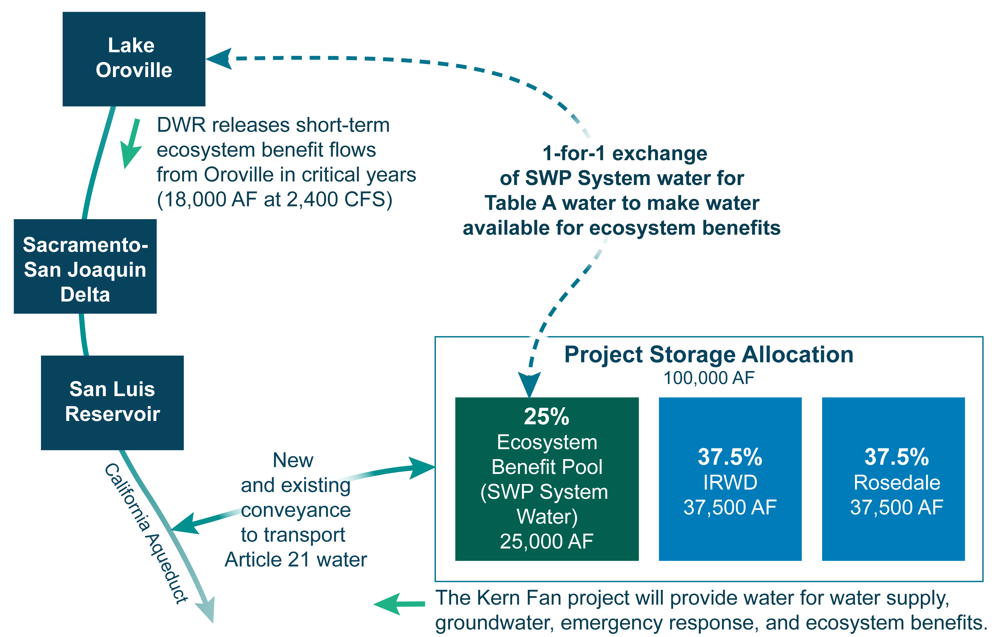 Lake
Oroville
DWR releases short-term
ecosystem benefit flows
from Oroville in critical years
(18,000 AF at 2,400 CFS)
1-for-1 exchange
of SWP System water for
Table A water to make water
available for ecosystem benefits
Sacramento-
San Joaquin
Delta
San Luis
Reservoir
California Aqueduct
New
and existing
conveyance
to transport
Article 21 water
Project Storage Allocation
100,000 AF
25%
Ecosystem
Benefit Pool
(SWP System
Water)
25,000 AF
37.5%
IRWD
37,500 AF
37.5%
Rosedale
37,500 AF
The Kern Fan project will provide water for water supply,
groundwater, emergency response, and ecosystem benefits.